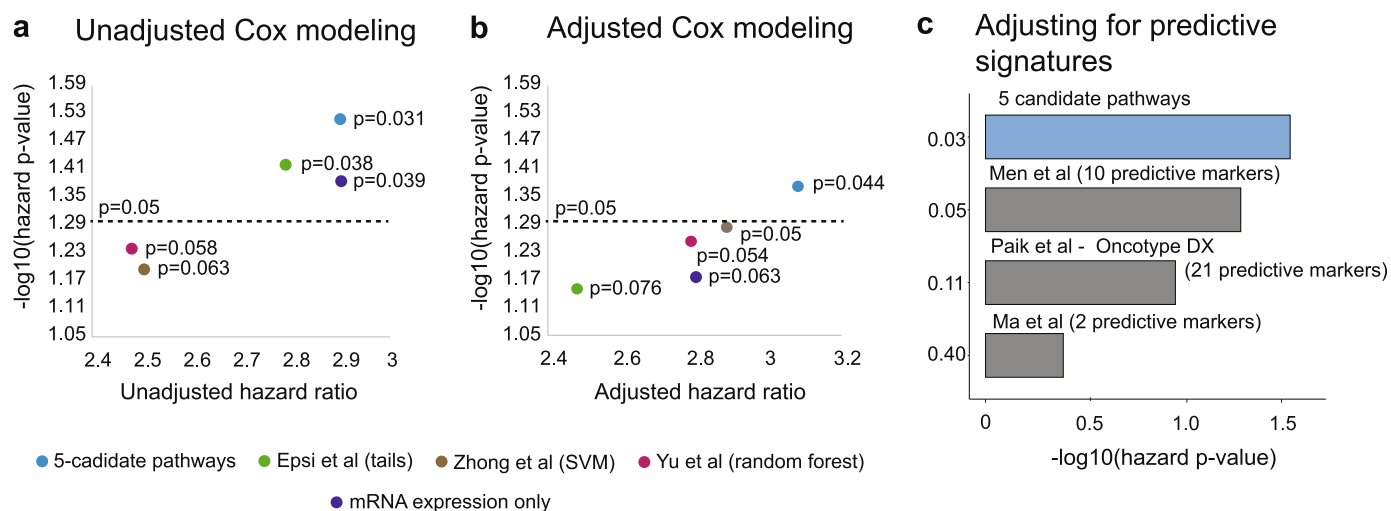 a Unadjusted Cox modeling
-log10(hazard p-value)
1.59
1.53
1.47
1.41
1.35
1.29
1.23
1.17
1.11
1.05
p=0.031
p=0.038
p=0.039
p=0.05
p=0.058
p=0.063
2.4 2.5 2.6 2.7 2.8 2.9 3
Unadjusted hazard ratio
b Adjusted Cox modeling
-log10(hazard p-value)
1.59
1.53
1.47
1.41
1.35
1.29
1.23
1.17
1.11
1.05
p=0.044
p=0.05
p=0.05
p=0.054
p=0.063
p=0.076
2.4 2.6 2.8 3 3.2
Adjusted hazard ratio
5-cadidate pathways Epsi et al (tails) Zhong et al (SVM) Yu et al (random forest)
mRNA expression only
c Adjusting for predictive
signatures
5 candidate pathways
0.03
Men et al (10 predictive markers)
0.05
Paik et al - Oncotype DX
(21 predictive markers)
0.11
Ma et al (2 predictive markers)
0.40
0 0.5 1.0 1.5
-log10(hazard p-value)